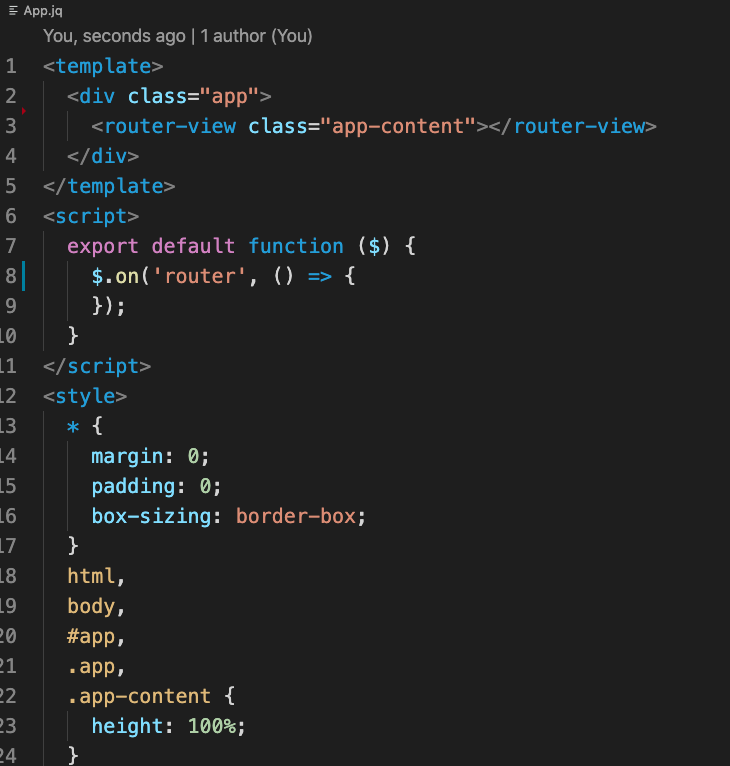 App.jq
You, seconds ago | 1 author (You)
1 <template>
2   <div class="app">
3     <router-view class="app-content"></router-view>
4   </div>
5 </template>
6 <script>
7   export default function ($) {
8     $.on('router', () => {
9     });
10   }
11 </script>
12 <style>
13   * {
14     margin: 0;
15     padding: 0;
16     box-sizing: border-box;
17   }
18   html,
19   body,
20   #app,
21   .app,
22   .app-content {
23     height: 100%;
24   }